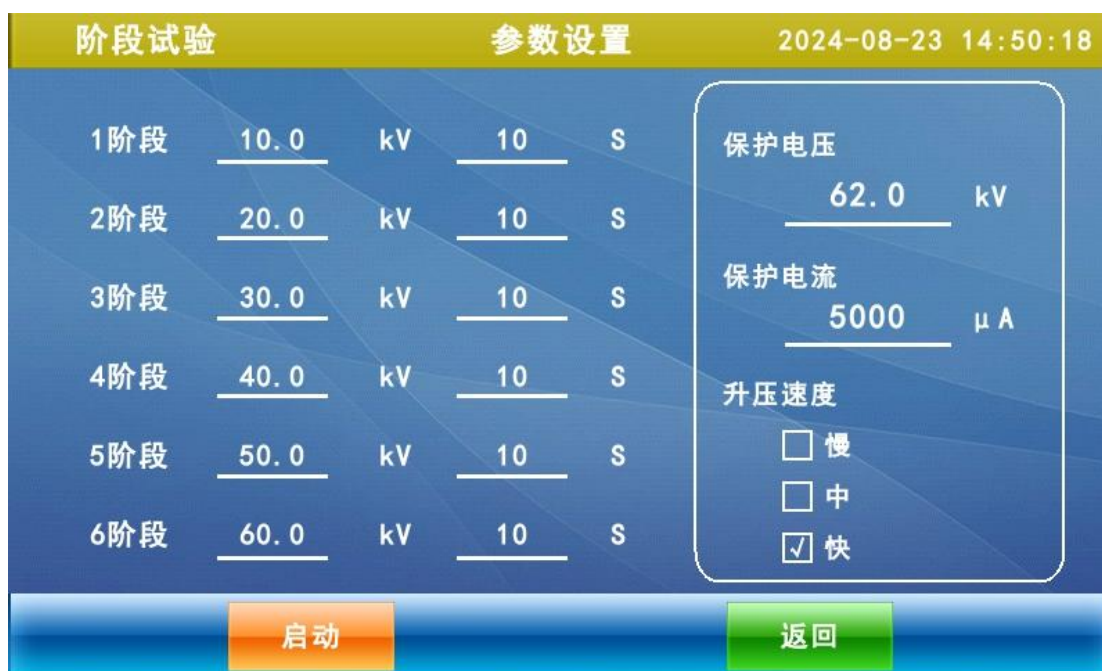 阶段试验 参数设置 2024-08-23 14:50:18
1阶段 10.0 kV 10 S
2阶段 20.0 kV 10 S
3阶段 30.0 kV 10 S
4阶段 40.0 kV 10 S
5阶段 50.0 kV 10 S
6阶段 60.0 kV 10 S
保护电压
62.0 kV
保护电流
5000 μA
升压速度
慢
中
√ 快
启动 返回